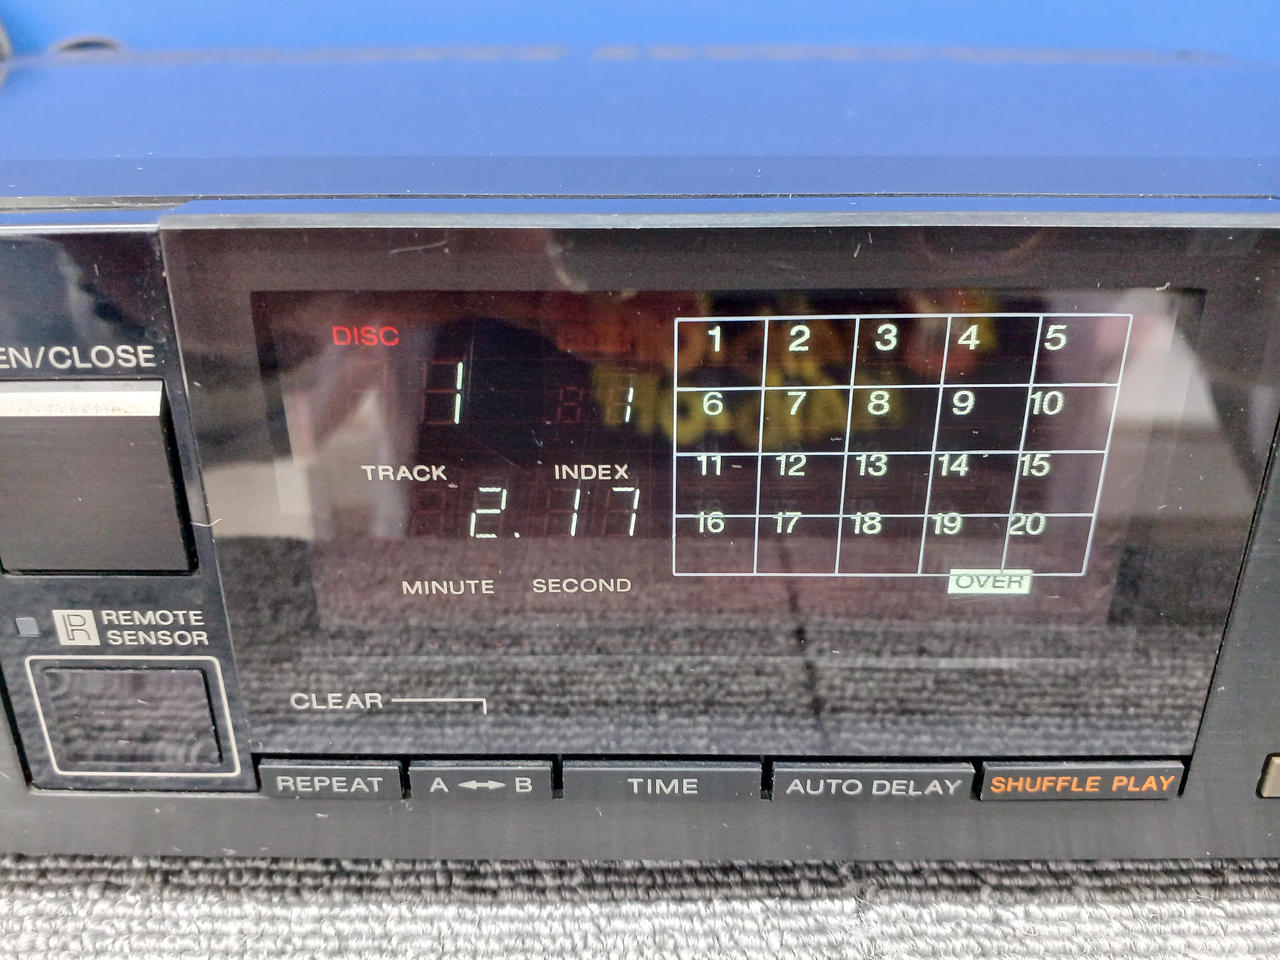 EN/CLOSE
DISC
1 1
TRACK INDEX
2. 17
MINUTE SECOND
1 2 3 4 5
6 7 8 9 10
11 12 13 14 15
16 17 18 19 20
OVER
R REMOTE
SENSOR
CLEAR
REPEAT A ↔ B TIME AUTO DELAY SHUFFLE PLAY